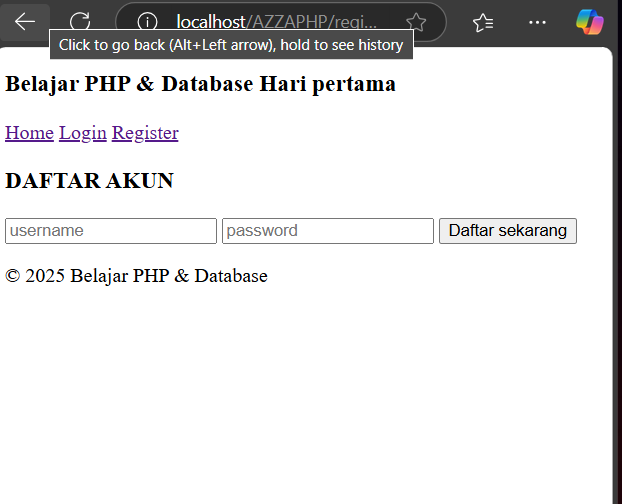 localhost/AZZAPHP/regi...
Click to go back (Alt+Left arrow), hold to see history
Belajar PHP & Database Hari pertama
Home Login Register
DAFTAR AKUN
username password Daftar sekarang
© 2025 Belajar PHP & Database